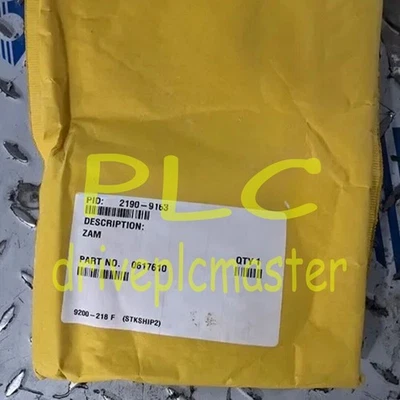 PLC
PID: 2190-9163
DESCRIPTION:
ZAM
PART NO.: 0617610 QTY:1
driveplcmaster
9200-218 F (STKSHIP2)